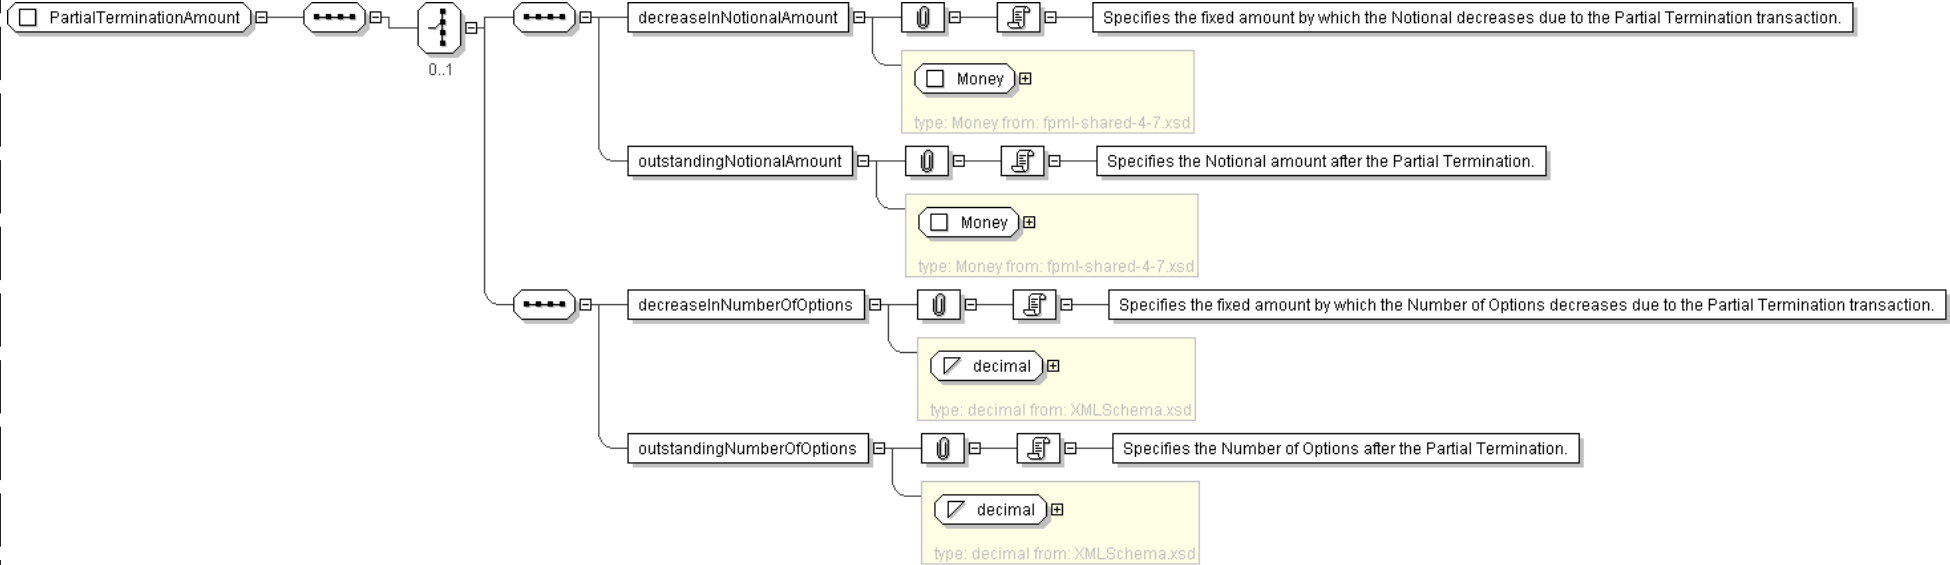 PartialTerminationAmount
0..1
decreaseInNotionalAmount
Specifies the fixed amount by which the Notional decreases due to the Partial Termination transaction.
Money
type: Money from: fpml-shared-4-7.xsd
outstandingNotionalAmount
Specifies the Notional amount after the Partial Termination.
Money
type: Money from: fpml-shared-4-7.xsd
decreaseInNumberOfOptions
Specifies the fixed amount by which the Number of Options decreases due to the Partial Termination transaction.
decimal
type: decimal from: XMLSchema.xsd
outstandingNumberOfOptions
Specifies the Number of Options after the Partial Termination.
decimal
type: decimal from: XMLSchema.xsd